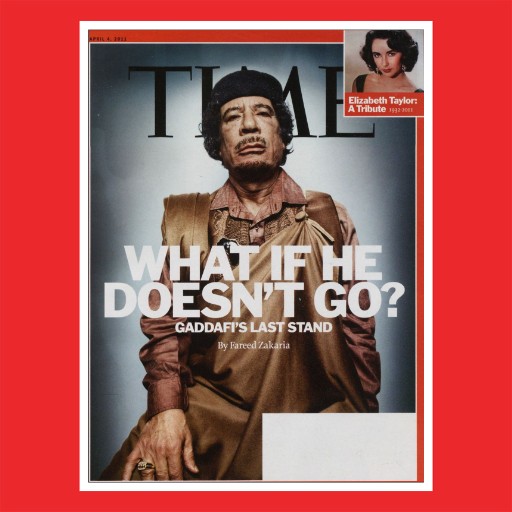 APRIL 4, 2011
TIME
Elizabeth Taylor:
A Tribute 1932-2011
WHAT IF HE
DOESN'T GO?
GADDAFI'S LAST STAND
By Fareed Zakaria